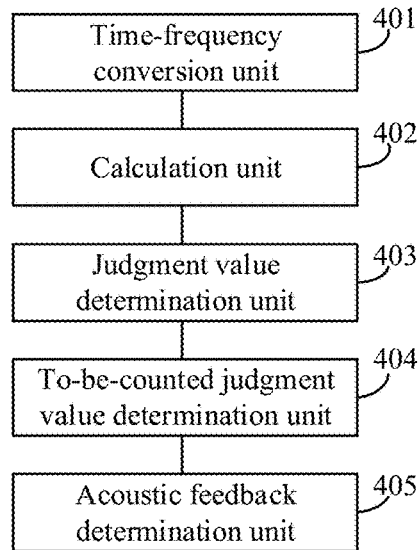 401
Time-frequency
conversion unit
402
Calculation unit
403
Judgment value
determination unit
404
To-be-counted judgment
value determination unit
405
Acoustic feedback
determination unit